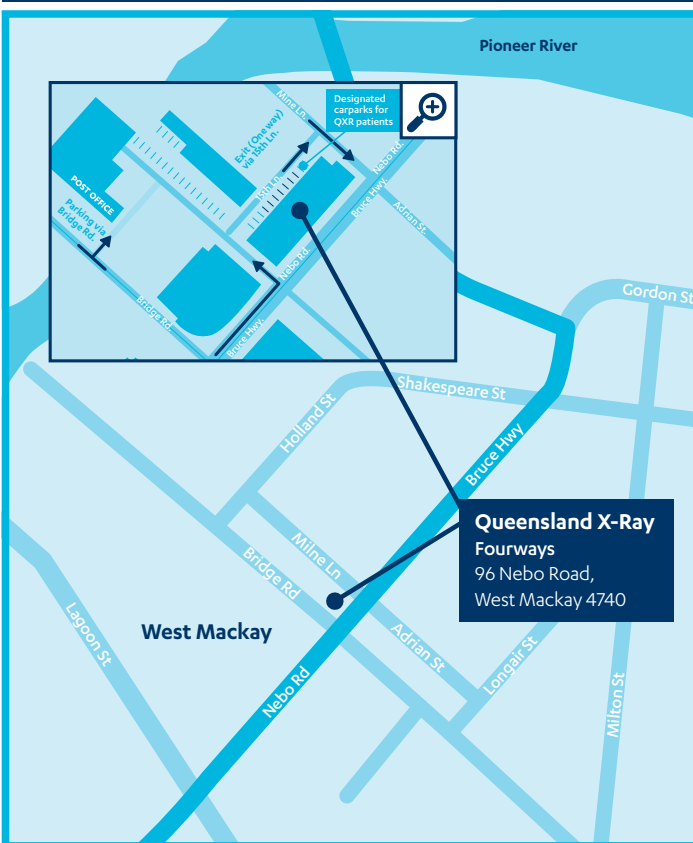 Pioneer River
Designated
carparks for
QXR patients
Mine Ln.
Exit (One way)
via 15th Ln.
15th Ln.
Nebo Rd.
Bruce Hwy.
Adrian St.
POST OFFICE
Parking via
Bridge Rd.
Bridge Rd.
Nebo Rd.
Bruce Hwy.
Gordon St
Shakespeare St
Holland St
Bruce Hwy
Queensland X-Ray
Fourways
96 Nebo Road,
West Mackay 4740
Milne Ln
Bridge Rd
West Mackay
Lagoon St
Adrian St
Longair St
Nebo Rd
Milton St